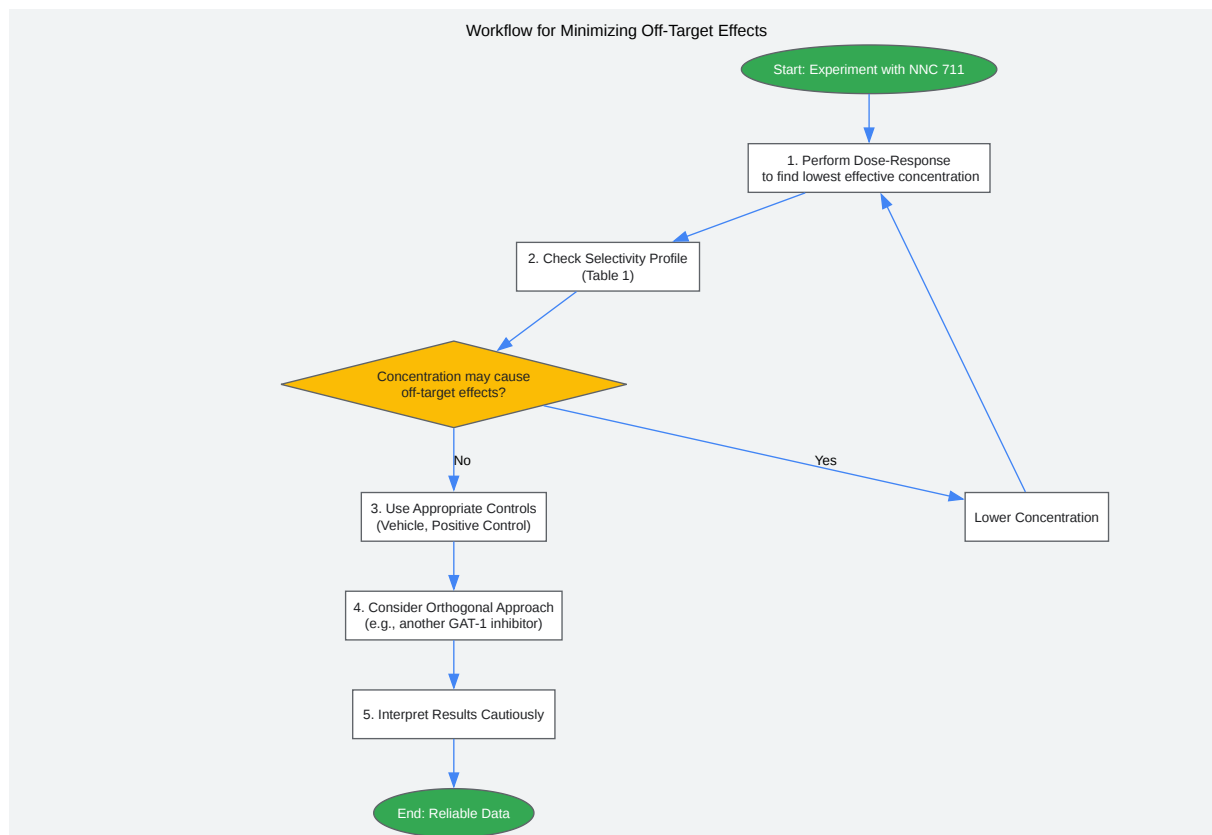 Workflow for Minimizing Off-Target Effects
Start: Experiment with NNC 711
1. Perform Dose-Response
to find lowest effective concentration
2. Check Selectivity Profile
(Table 1)
Concentration may cause
off-target effects?
No
Yes
3. Use Appropriate Controls
(Vehicle, Positive Control)
Lower Concentration
4. Consider Orthogonal Approach
(e.g., another GAT-1 inhibitor)
5. Interpret Results Cautiously
End: Reliable Data